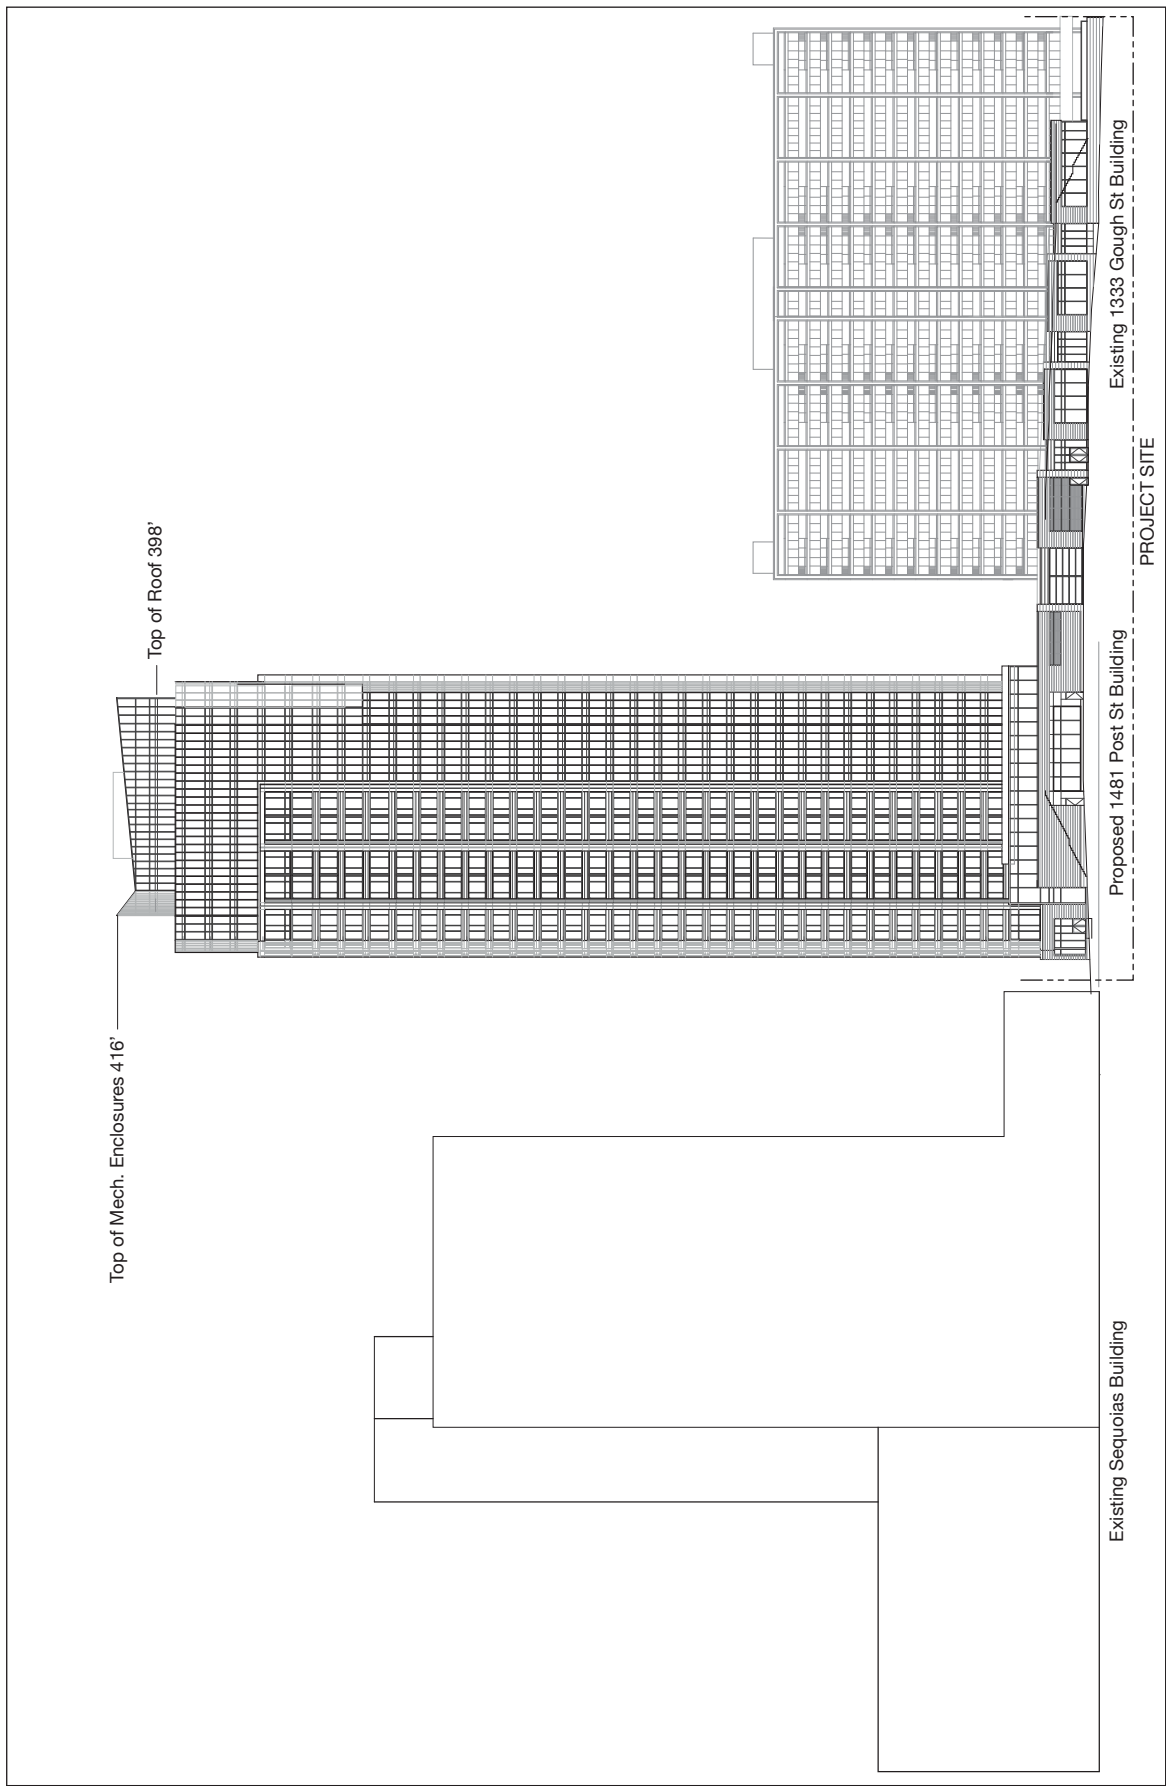 Top of Mech. Enclosures 416’
Top of Roof 398’
Existing Sequoias Building
Proposed 1481 Post St Building
Existing 1333 Gough St Building
PROJECT SITE